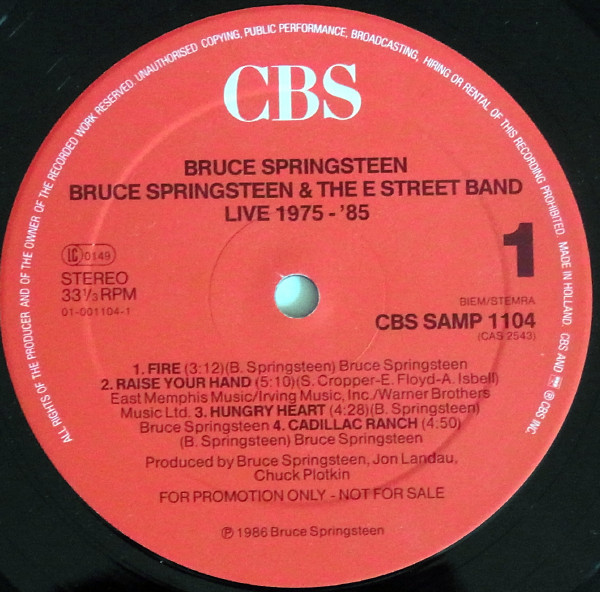 ALL RIGHTS OF THE PRODUCER AND OF THE OWNER OF THE RECORDED WORK RESERVED. UNAUTHORISED COPYING, PUBLIC PERFORMANCE, BROADCASTING, HIRING OR RENTAL OF THIS RECORDING PROHIBITED. MADE IN HOLLAND. CBS AND ℗ © CBS INC.
CBS
BRUCE SPRINGSTEEN
BRUCE SPRINGSTEEN & THE E STREET BAND
LIVE 1975 - '85
1
LC 0149
STEREO
33 1/3 RPM
01-001104-1
BIEM/STEMRA
CBS SAMP 1104
(CAS 2543)
1. FIRE (3:12)(B. Springsteen) Bruce Springsteen
2. RAISE YOUR HAND (5:10)(S. Cropper-E. Floyd-A. Isbell)
East Memphis Music/Irving Music, Inc./Warner Brothers
Music Ltd. 3. HUNGRY HEART (4:28)(B. Springsteen)
Bruce Springsteen 4. CADILLAC RANCH (4:50)
(B. Springsteen) Bruce Springsteen
Produced by Bruce Springsteen, Jon Landau,
Chuck Plotkin
FOR PROMOTION ONLY - NOT FOR SALE
℗ 1986 Bruce Springsteen